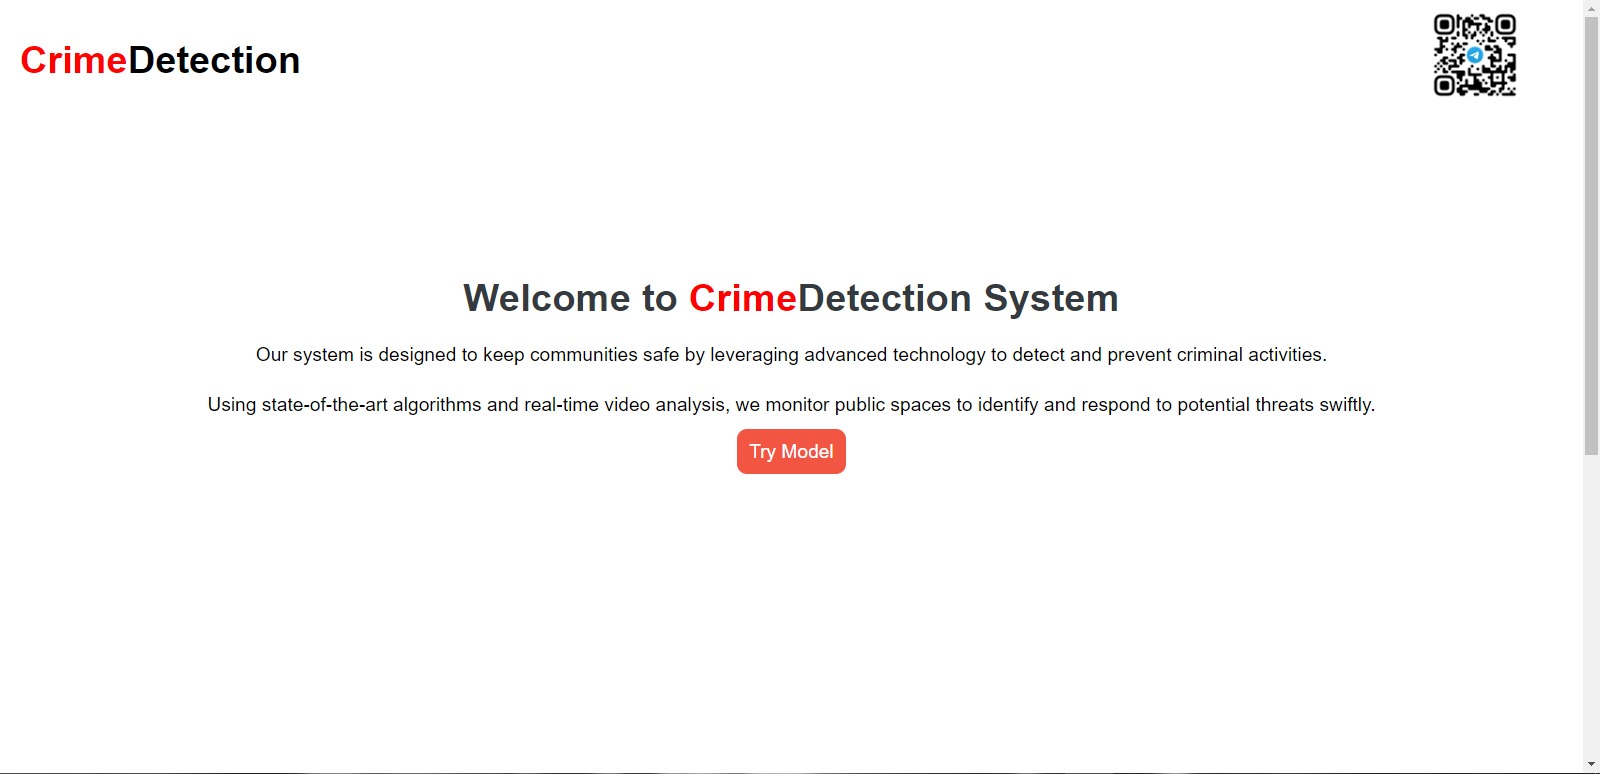 CrimeDetection
Welcome to CrimeDetection System
Our system is designed to keep communities safe by leveraging advanced technology to detect and prevent criminal activities.
Using state-of-the-art algorithms and real-time video analysis, we monitor public spaces to identify and respond to potential threats swiftly.
Try Model